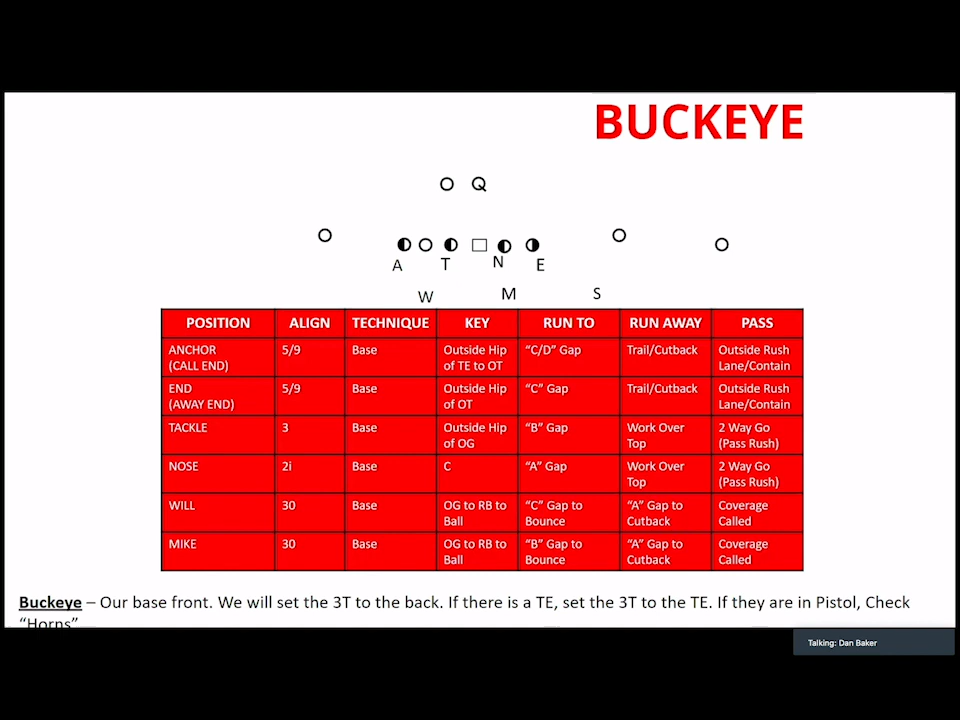 BUCKEYE
Q
A T N E
W M S
POSITION ALIGN TECHNIQUE KEY RUN TO RUN AWAY PASS
ANCHOR (CALL END) 5/9 Base Outside Hip of TE to OT “C/D” Gap Trail/Cutback Outside Rush Lane/Contain
END (AWAY END) 5/9 Base Outside Hip of OT “C” Gap Trail/Cutback Outside Rush Lane/Contain
TACKLE 3 Base Outside Hip of OG “B” Gap Work Over Top 2 Way Go (Pass Rush)
NOSE 2i Base C “A” Gap Work Over Top 2 Way Go (Pass Rush)
WILL 30 Base OG to RB to Ball “C” Gap to Bounce “A” Gap to Cutback Coverage Called
MIKE 30 Base OG to RB to Ball “B” Gap to Bounce “A” Gap to Cutback Coverage Called
Buckeye – Our base front. We will set the 3T to the back. If there is a TE, set the 3T to the TE. If they are in Pistol, Check
“Horns”
Talking: Dan Baker